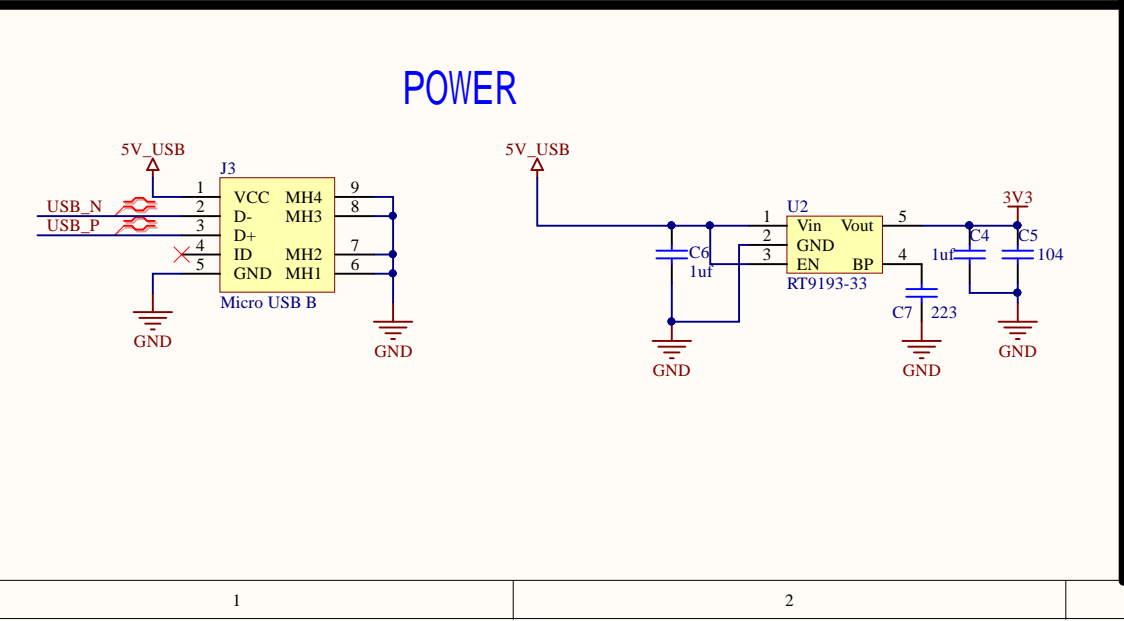 POWER
5V_USB
J3
USB_N
USB_P
1
2
3
4
5
VCC
D-
D+
ID
GND
MH4
MH3
MH2
MH1
9
8
7
6
Micro USB B
GND
GND
5V_USB
C6
1uf
GND
1
2
3
U2
Vin
GND
EN
Vout
BP
5
4
RT9193-33
C7
223
GND
3V3
C4
1uf
C5
104
GND
1
2